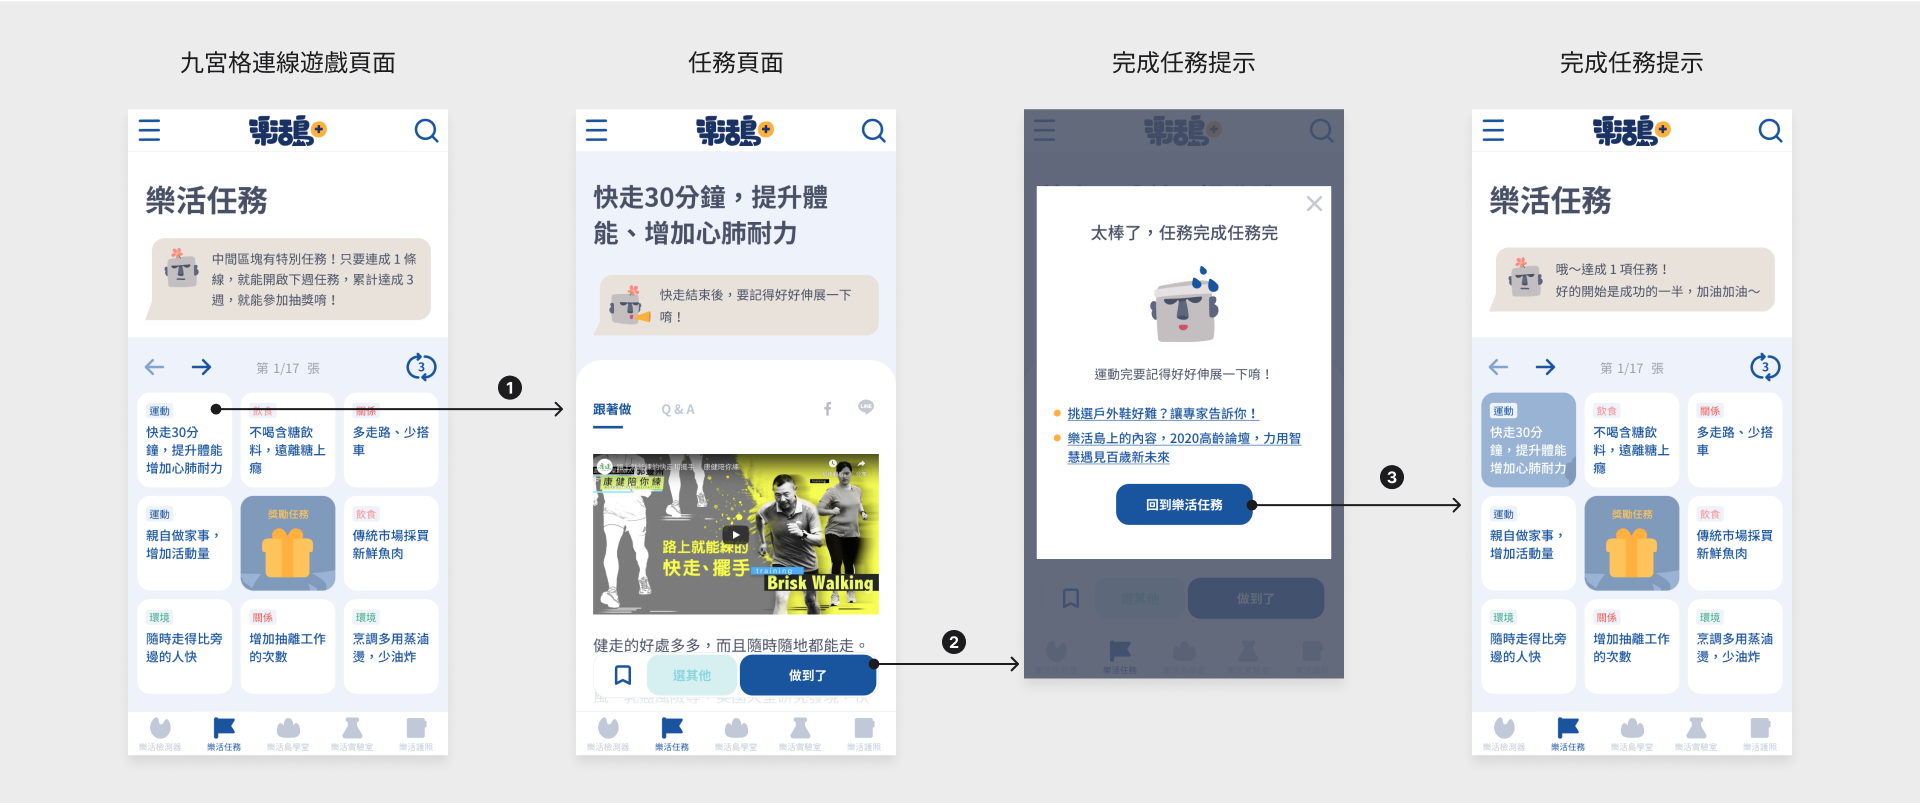 九宮格連線遊戲頁面
任務頁面
完成任務提示
完成任務提示
樂活島
樂活任務
中間區塊有特別任務！只要連成 1 條
線，就能開啟下週任務，累計達成 3
週，就能參加抽獎唷！
第 1/17 張
3
運動
快走30分
鐘，提升體能
增加心肺耐力
飲食
不喝含糖飲
料，遠離糖上
癮
關係
多走路、少搭
車
運動
親自做家事，
增加活動量
獎勵任務
飲食
傳統市場採買
新鮮魚肉
環境
隨時走得比旁
邊的人快
關係
增加抽離工作
的次數
環境
烹調多用蒸滷
燙，少油炸
樂活檢測器
樂活任務
樂活島學堂
樂活實驗室
樂活護照
1
樂活島
快走30分鐘，提升體
能、增加心肺耐力
快走結束後，要記得好好伸展一下
唷！
跟著做
Q & A
LINE
康健陪你練
路上就能練的
快走、擺手
training
Brisk Walking
健走的好處多多，而且隨時隨地都能走。
選其他
做到了
樂活檢測器
樂活任務
樂活島學堂
樂活實驗室
樂活護照
2
樂活島
太棒了，任務完成任務完
運動完要記得好好伸展一下唷！
挑選戶外鞋好難？讓專家告訴你！
樂活島上的內容，2020高齡論壇，力用智
慧遇見百歲新未來
回到樂活任務
選其他
做到了
樂活任務
3
樂活島
樂活任務
哦～達成 1 項任務！
好的開始是成功的一半，加油加油～
第 1/17 張
3
運動
快走30分
鐘，提升體能
增加心肺耐力
飲食
不喝含糖飲
料，遠離糖上
癮
關係
多走路、少搭
車
運動
親自做家事，
增加活動量
獎勵任務
飲食
傳統市場採買
新鮮魚肉
環境
隨時走得比旁
邊的人快
關係
增加抽離工作
的次數
環境
烹調多用蒸滷
燙，少油炸
樂活檢測器
樂活任務
樂活島學堂
樂活實驗室
樂活護照